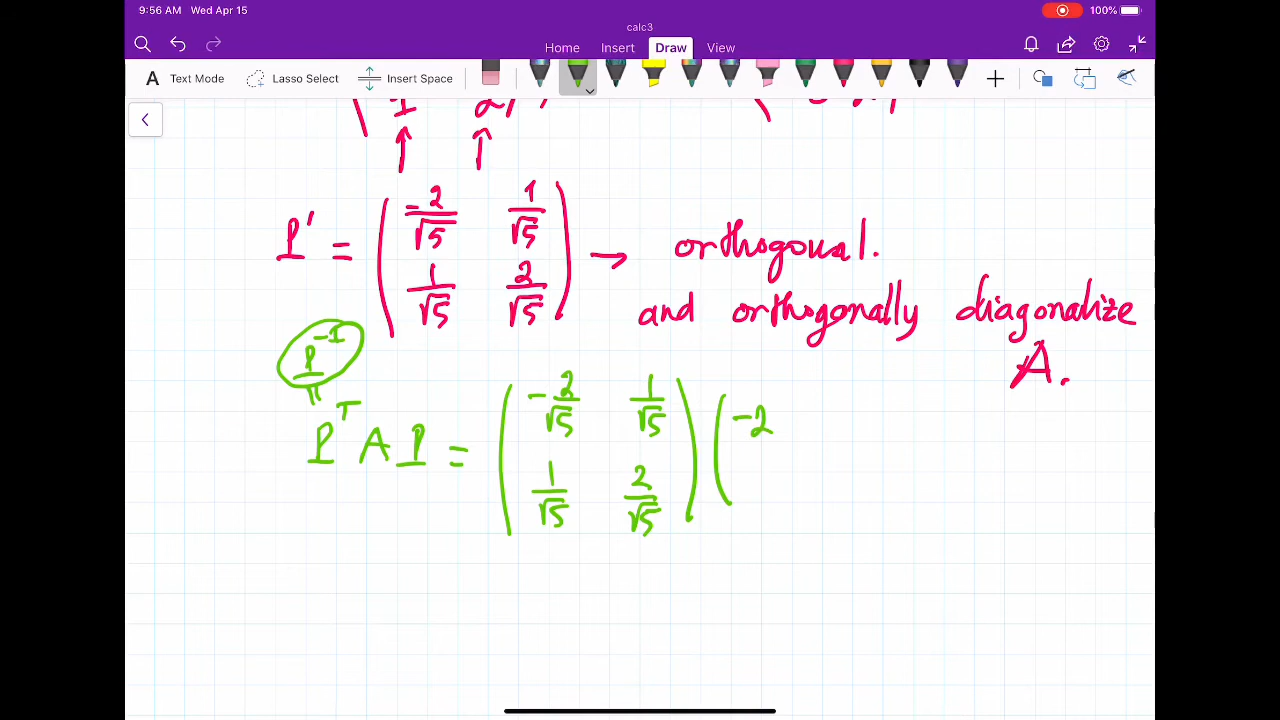 9:56 AM Wed Apr 15
100%
calc3
Home Insert Draw View
A Text Mode Lasso Select Insert Space
P' = ( -2/√5 1/√5
1/√5 2/√5 ) → orthogonal.
and orthogonally diagonalize
A.
P⁻¹
=
Pᵀ A P = ( -2/√5 1/√5
1/√5 2/√5 ) ( -2